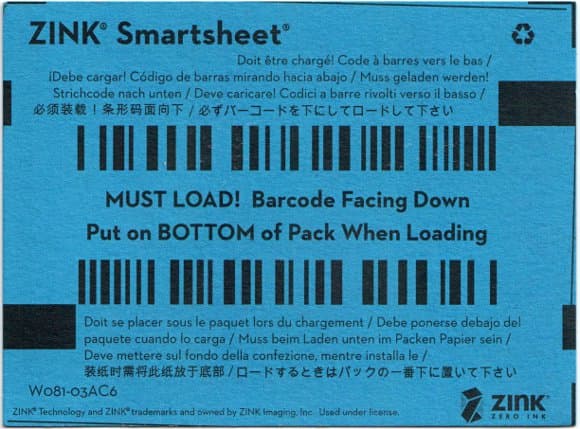 ZINK® Smartsheet®
Doit être chargé! Code à barres vers le bas /
¡Debe cargar! Código de barras mirando hacia abajo / Muss geladen werden!
Strichcode nach unten / Deve caricare! Codici a barre rivolti verso il basso /
必须装载！条形码面向下 / 必ずバーコードを下にしてロードして下さい
MUST LOAD! Barcode Facing Down
Put on BOTTOM of Pack When Loading
Doit se placer sous le paquet lors du chargement / Debe ponerse debajo del
paquete cuando lo carga / Muss beim Laden unten im Packen Papier sein /
Deve mettere sul fondo della confezione, mentre installa le /
装纸时需将此纸放于底部 / ロードするときはパックの一番下に置いて下さい
W081-03AC6
ZINK® Technology and ZINK® trademarks and owned by ZINK Imaging, Inc. Used under license.
ZINK®
ZERO INK